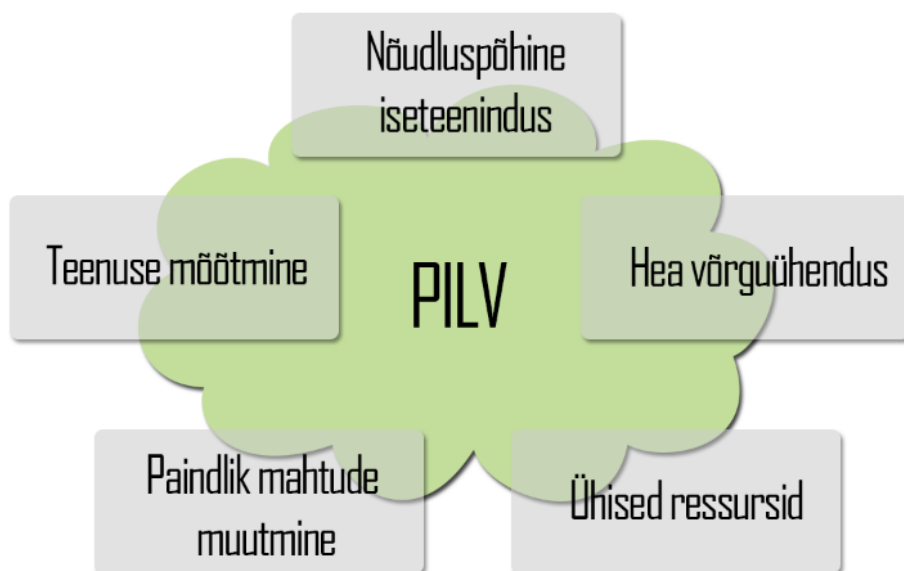 Nõudluspõhine
iseteenindus
Teenuse mõõtmine
PILV
Hea võrguühendus
Paindlik mahtude
muutmine
Ühised ressursid